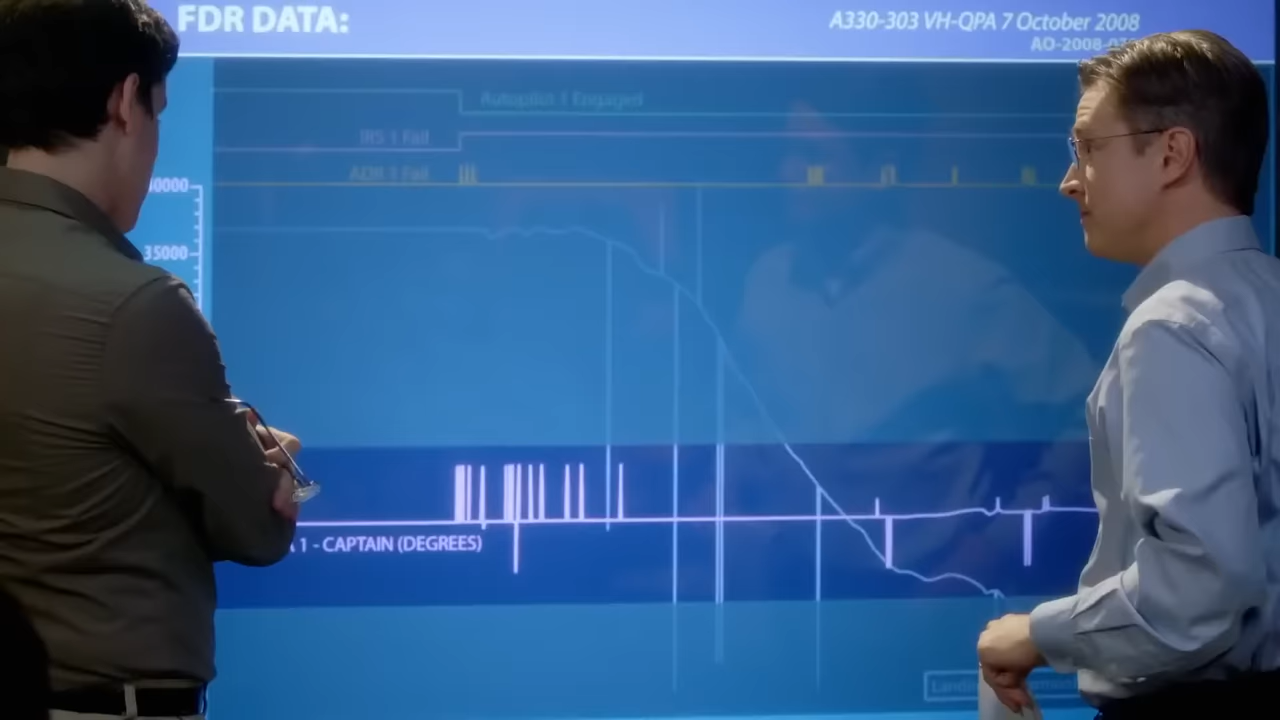 FDR DATA:
A330-303 VH-QPA 7 October 2008
Autopilot 1 Engaged
IRS 1 Fail
ADR 1 Fail
35000
1 - CAPTAIN (DEGREES)